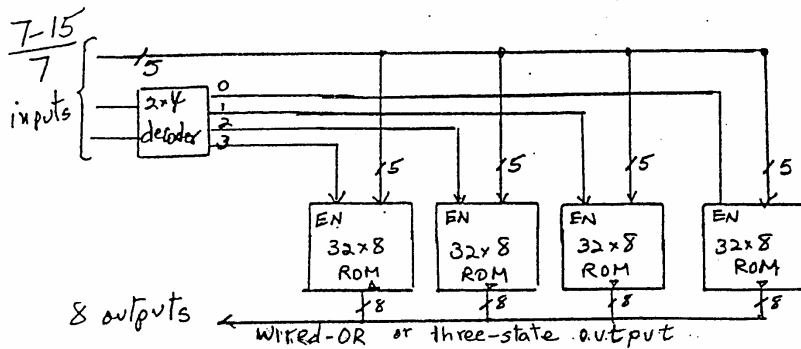 7-15
7
inputs
5
2×4
decoder
0
1
2
3
5
5
5
5
EN
32×8
ROM
EN
32×8
ROM
EN
32×8
ROM
EN
32×8
ROM
8
8
8
8
8 outputs
Wired-OR or three-state output